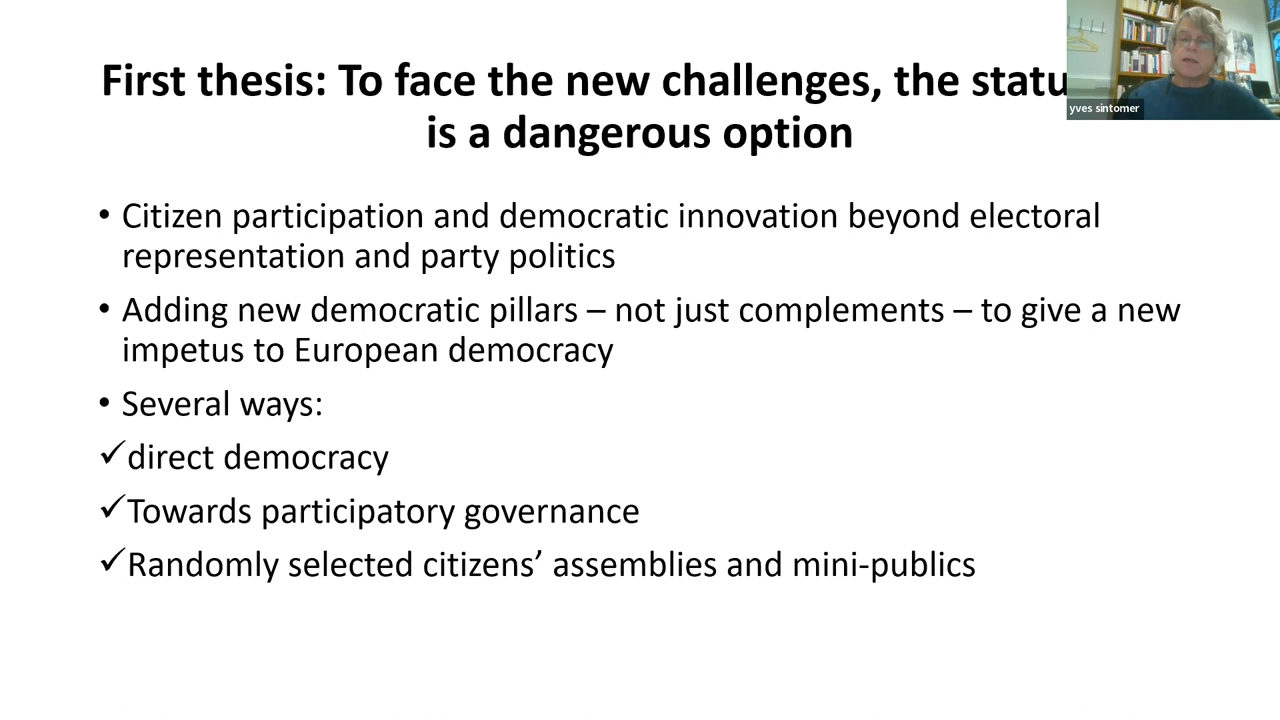 First thesis: To face the new challenges, the statu
is a dangerous option
yves sintomer
• Citizen participation and democratic innovation beyond electoral
representation and party politics
• Adding new democratic pillars – not just complements – to give a new
impetus to European democracy
• Several ways:
✓direct democracy
✓Towards participatory governance
✓Randomly selected citizens’ assemblies and mini-publics